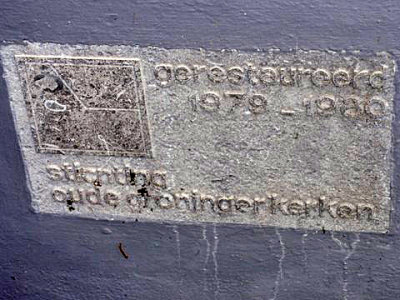 gerestaureerd
1979 - 1980
stichting
oude groninger kerken